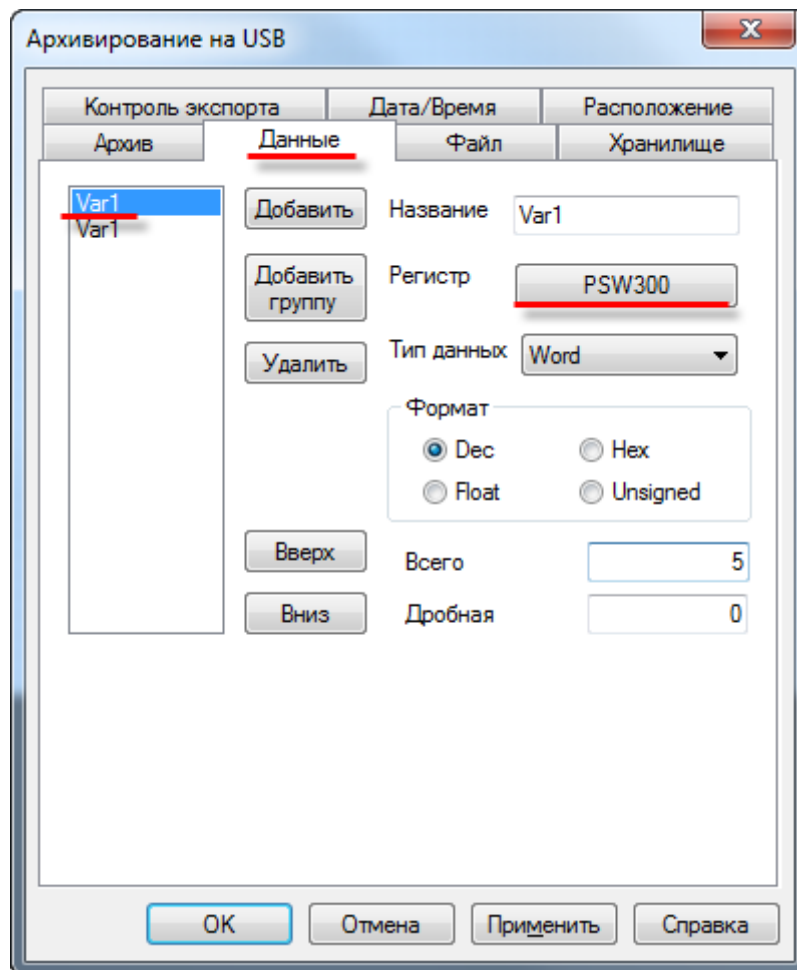 Архивирование на USB
Контроль экспорта Дата/Время Расположение
Архив Данные Файл Хранилище
Var1 Добавить Название Var1
Var1
Добавить группу Регистр PSW300
Удалить Тип данных Word
Формат
Dec Hex
Float Unsigned
Вверх Всего 5
Вниз Дробная 0
OK Отмена Применить Справка